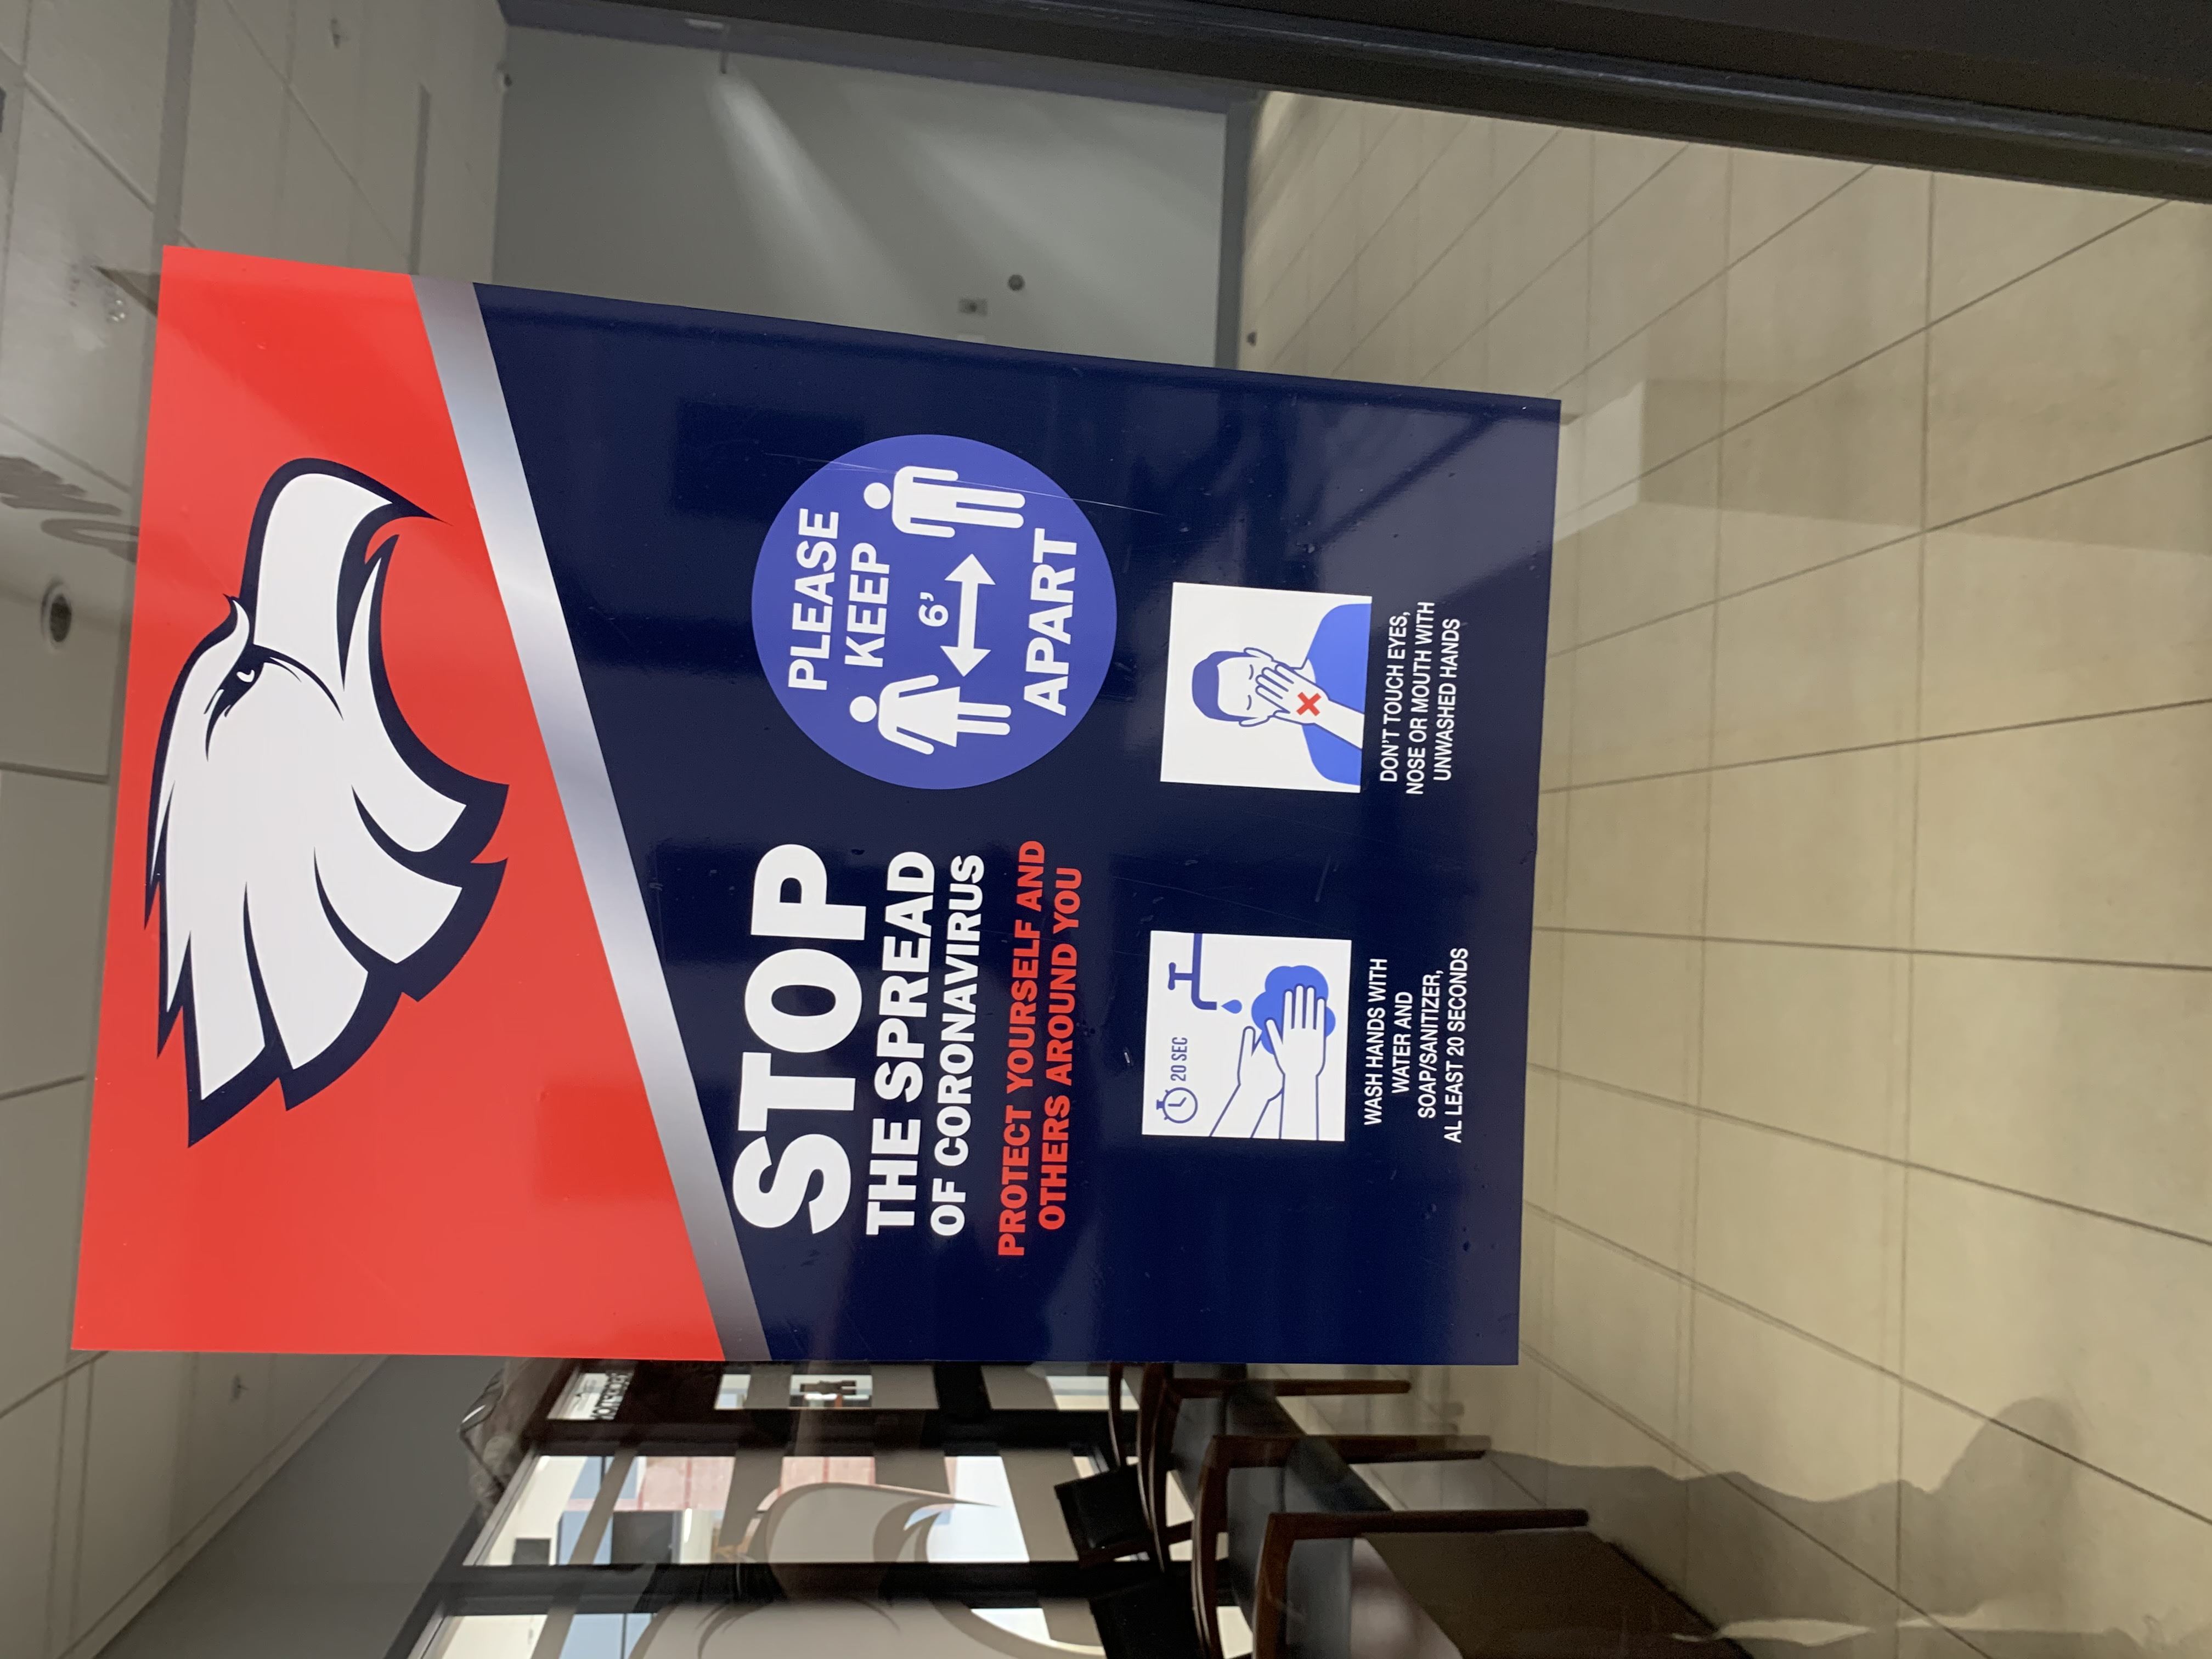 STOP
THE SPREAD
OF CORONAVIRUS
PROTECT YOURSELF AND
OTHERS AROUND YOU
PLEASE
KEEP
6'
APART
20 SEC
WASH HANDS WITH
WATER AND
SOAP/SANITIZER,
AL LEAST 20 SECONDS
DON'T TOUCH EYES,
NOSE OR MOUTH WITH
UNWASHED HANDS